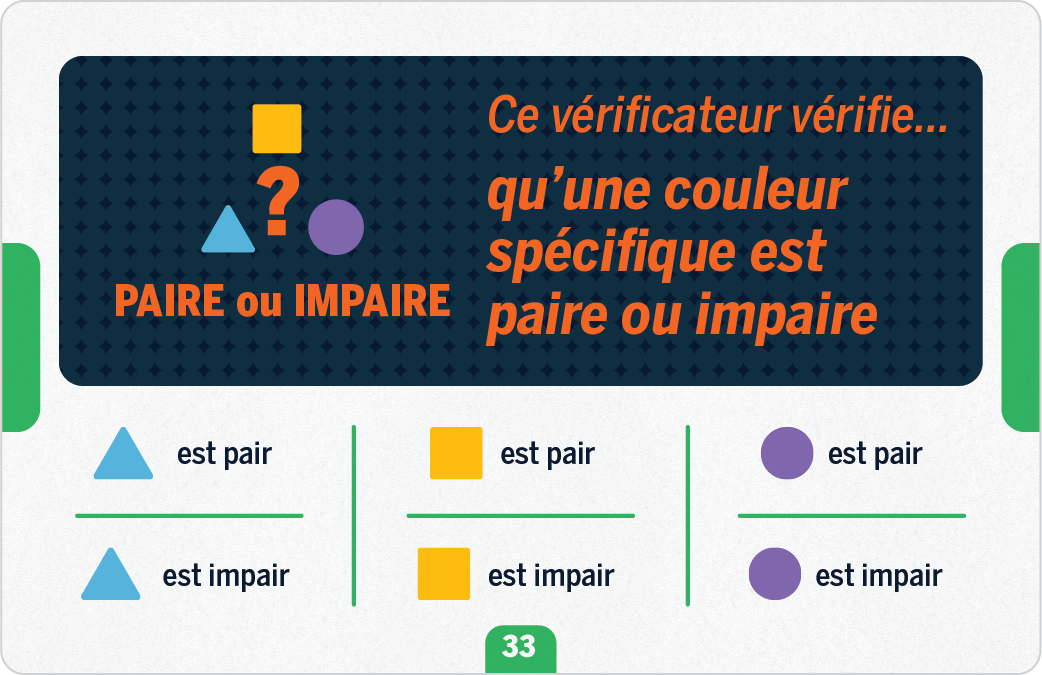 ?
PAIRE ou IMPAIRE
Ce vérificateur vérifie...
qu’une couleur
spécifique est
paire ou impaire
est pair
est pair
est pair
est impair
est impair
est impair
33